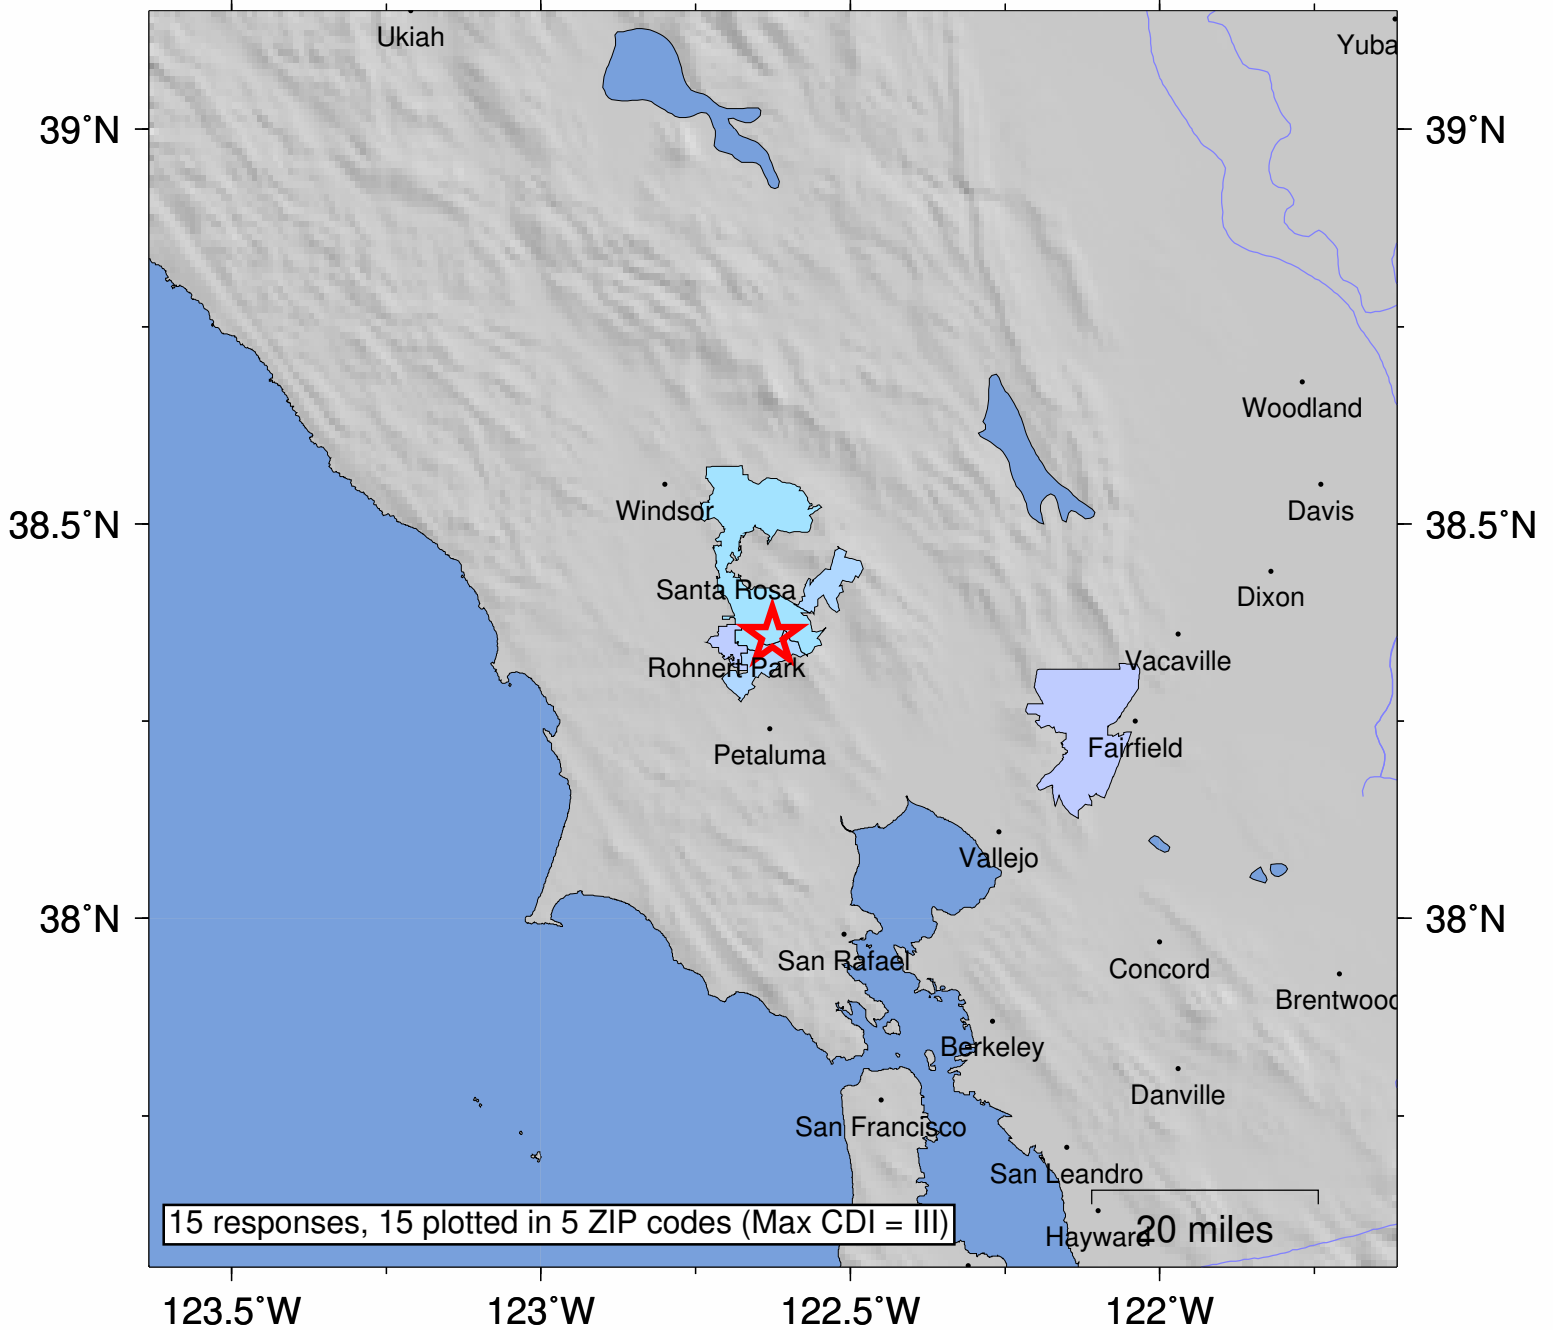 Ukiah
Yuba
39˚N
39˚N
Woodland
Windsor
Davis
38.5˚N
38.5˚N
Santa Rosa
Dixon
Rohnert Park
Vacaville
Petaluma
Fairfield
Vallejo
38˚N
38˚N
San Rafael
Concord
Brentwood
Berkeley
Danville
San Francisco
San Leandro
15 responses, 15 plotted in 5 ZIP codes (Max CDI = III)
Hayward
20 miles
123.5˚W
123˚W
122.5˚W
122˚W